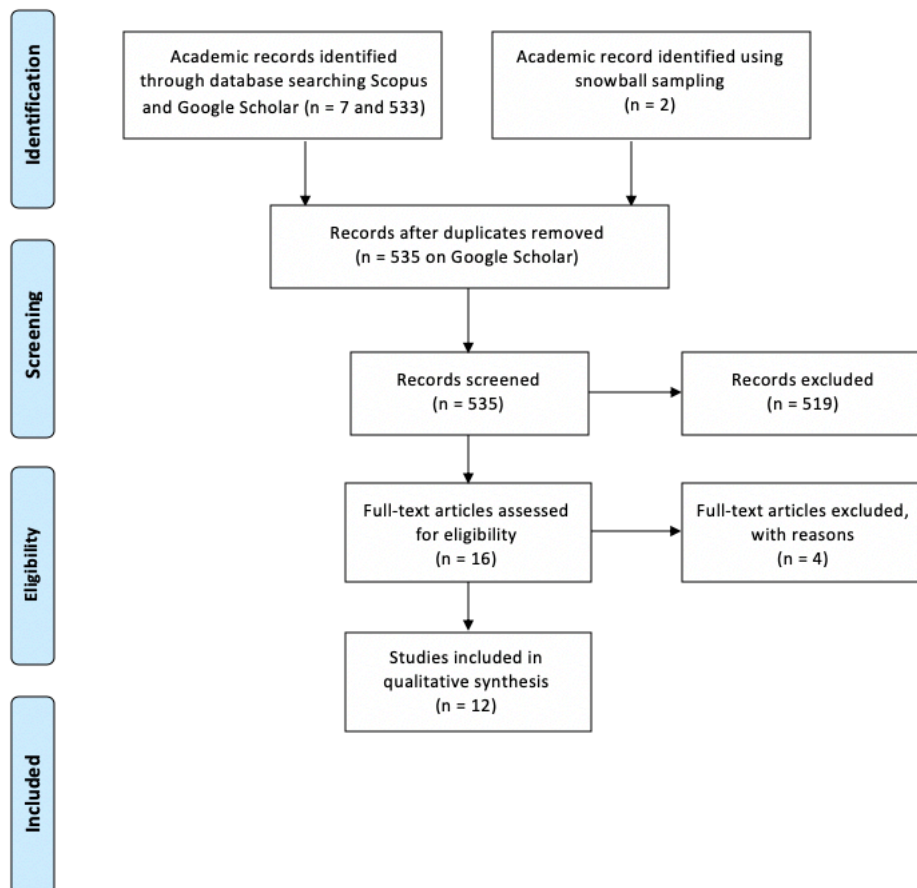 Identification
Academic records identified
through database searching Scopus
and Google Scholar (n = 7 and 533)
Academic record identified using
snowball sampling
(n = 2)
Records after duplicates removed
(n = 535 on Google Scholar)
Screening
Records screened
(n = 535)
Records excluded
(n = 519)
Eligibility
Full-text articles assessed
for eligibility
(n = 16)
Full-text articles excluded,
with reasons
(n = 4)
Studies included in
qualitative synthesis
(n = 12)
Included